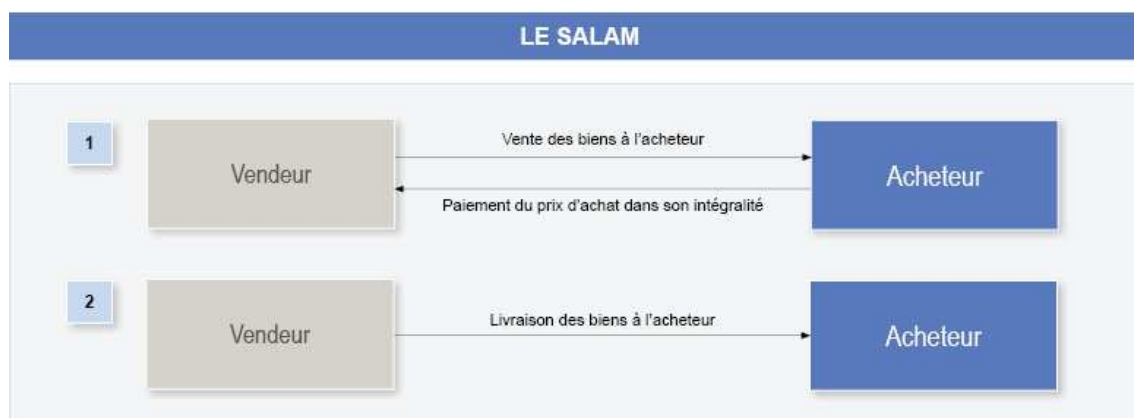 LE SALAM
1
Vendeur
Vente des biens à l'acheteur
Paiement du prix d'achat dans son intégralité
Acheteur
2
Vendeur
Livraison des biens à l'acheteur
Acheteur